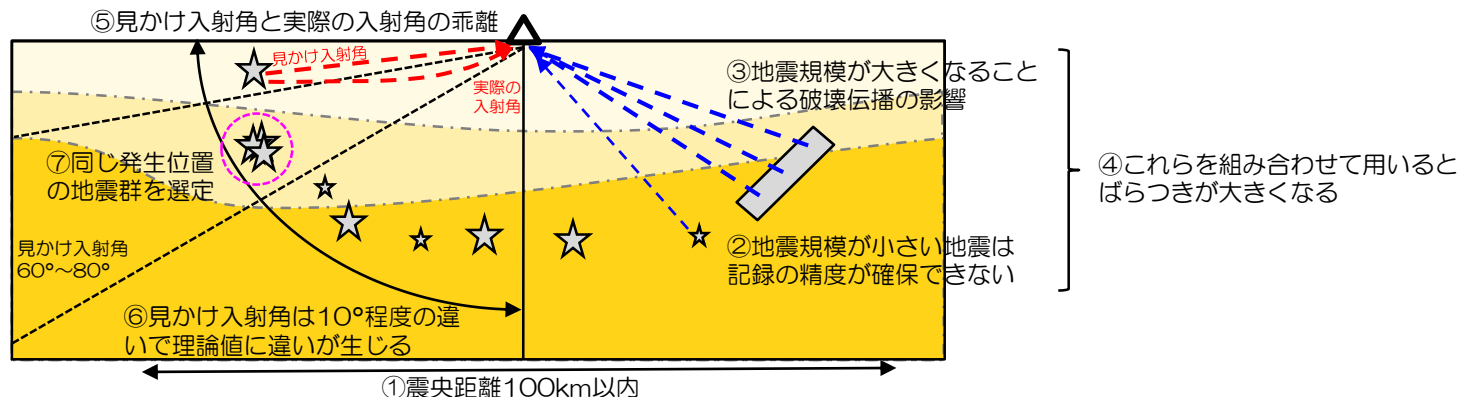 ⑤見かけ入射角と実際の入射角の乖離
見かけ入射角
実際の
入射角
③地震規模が大きくなること
による破壊伝播の影響
⑦同じ発生位置
の地震群を選定
④これらを組み合わせて用いると
ばらつきが大きくなる
見かけ入射角
60°～80°
②地震規模が小さい地震は
記録の精度が確保できない
⑥見かけ入射角は10°程度の違
いで理論値に違いが生じる
①震央距離100km以内